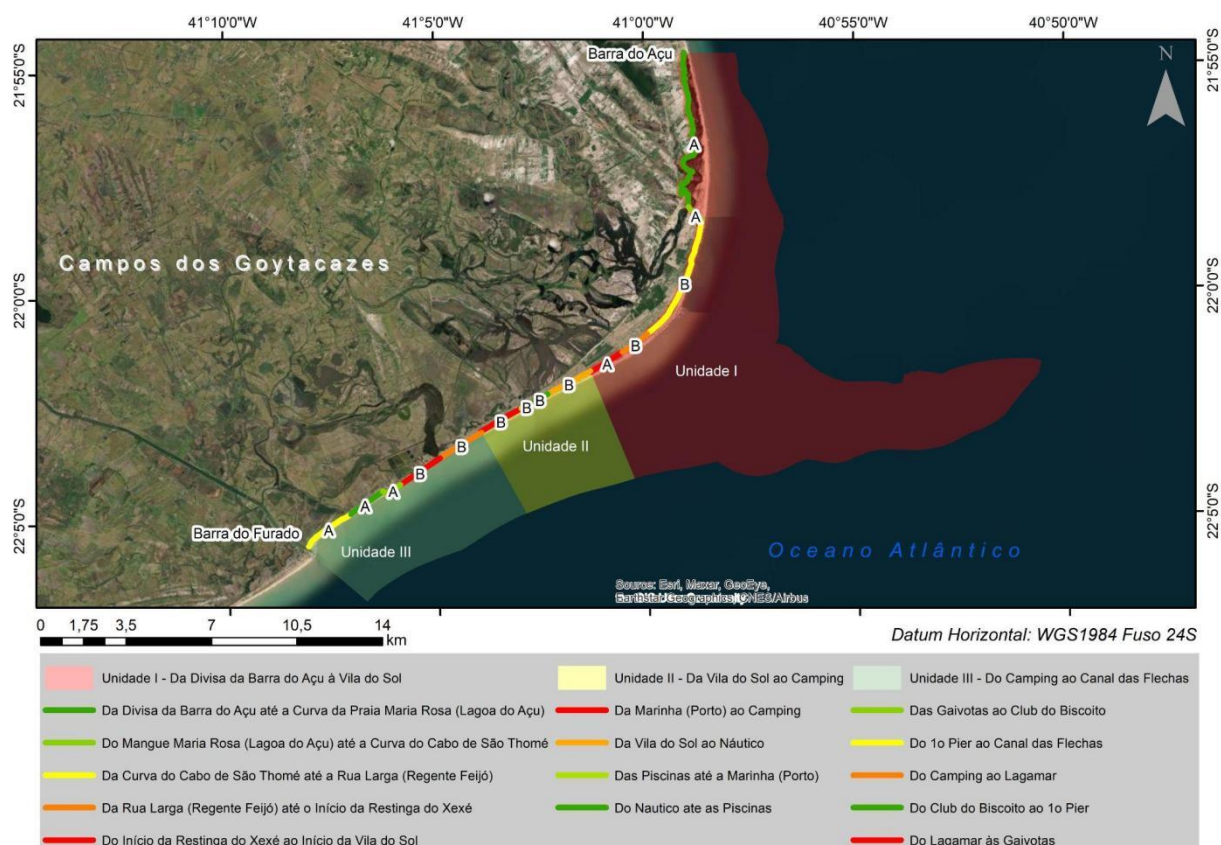 41°10'0"W 41°5'0"W 41°0'0"W 40°55'0"W 40°50'0"W
21°55'0"S
21°55'0"S
Barra do Açu
N
A
A
Campos dos Goytacazes
B
22°0'0"S
22°0'0"S
B
A
Unidade I
B
B
B
B
Unidade II
B
B
A
A
22°5'0"S
22°5'0"S
Barra do Furado
A
Unidade III
Oceano Atlântico
Source: Esri, Maxar, GeoEye,
Earthstar Geographics, CNES/Airbus
0 1,75 3,5 7 10,5 14
km
Datum Horizontal: WGS1984 Fuso 24S
Unidade I - Da Divisa da Barra do Açu à Vila do Sol
Da Divisa da Barra do Açu até a Curva da Praia Maria Rosa (Lagoa do Açu)
Do Mangue Maria Rosa (Lagoa do Açu) até a Curva do Cabo de São Thomé
Da Curva do Cabo de São Thomé até a Rua Larga (Regente Feijó)
Da Rua Larga (Regente Feijó) até o Início da Restinga do Xexé
Do Início da Restinga do Xexé ao Início da Vila do Sol
Unidade II - Da Vila do Sol ao Camping
Da Marinha (Porto) ao Camping
Da Vila do Sol ao Náutico
Das Piscinas até a Marinha (Porto)
Do Nautico ate as Piscinas
Unidade III - Do Camping ao Canal das Flechas
Das Gaivotas ao Club do Biscoito
Do 1o Pier ao Canal das Flechas
Do Camping ao Lagamar
Do Club do Biscoito ao 1o Pier
Do Lagamar às Gaivotas